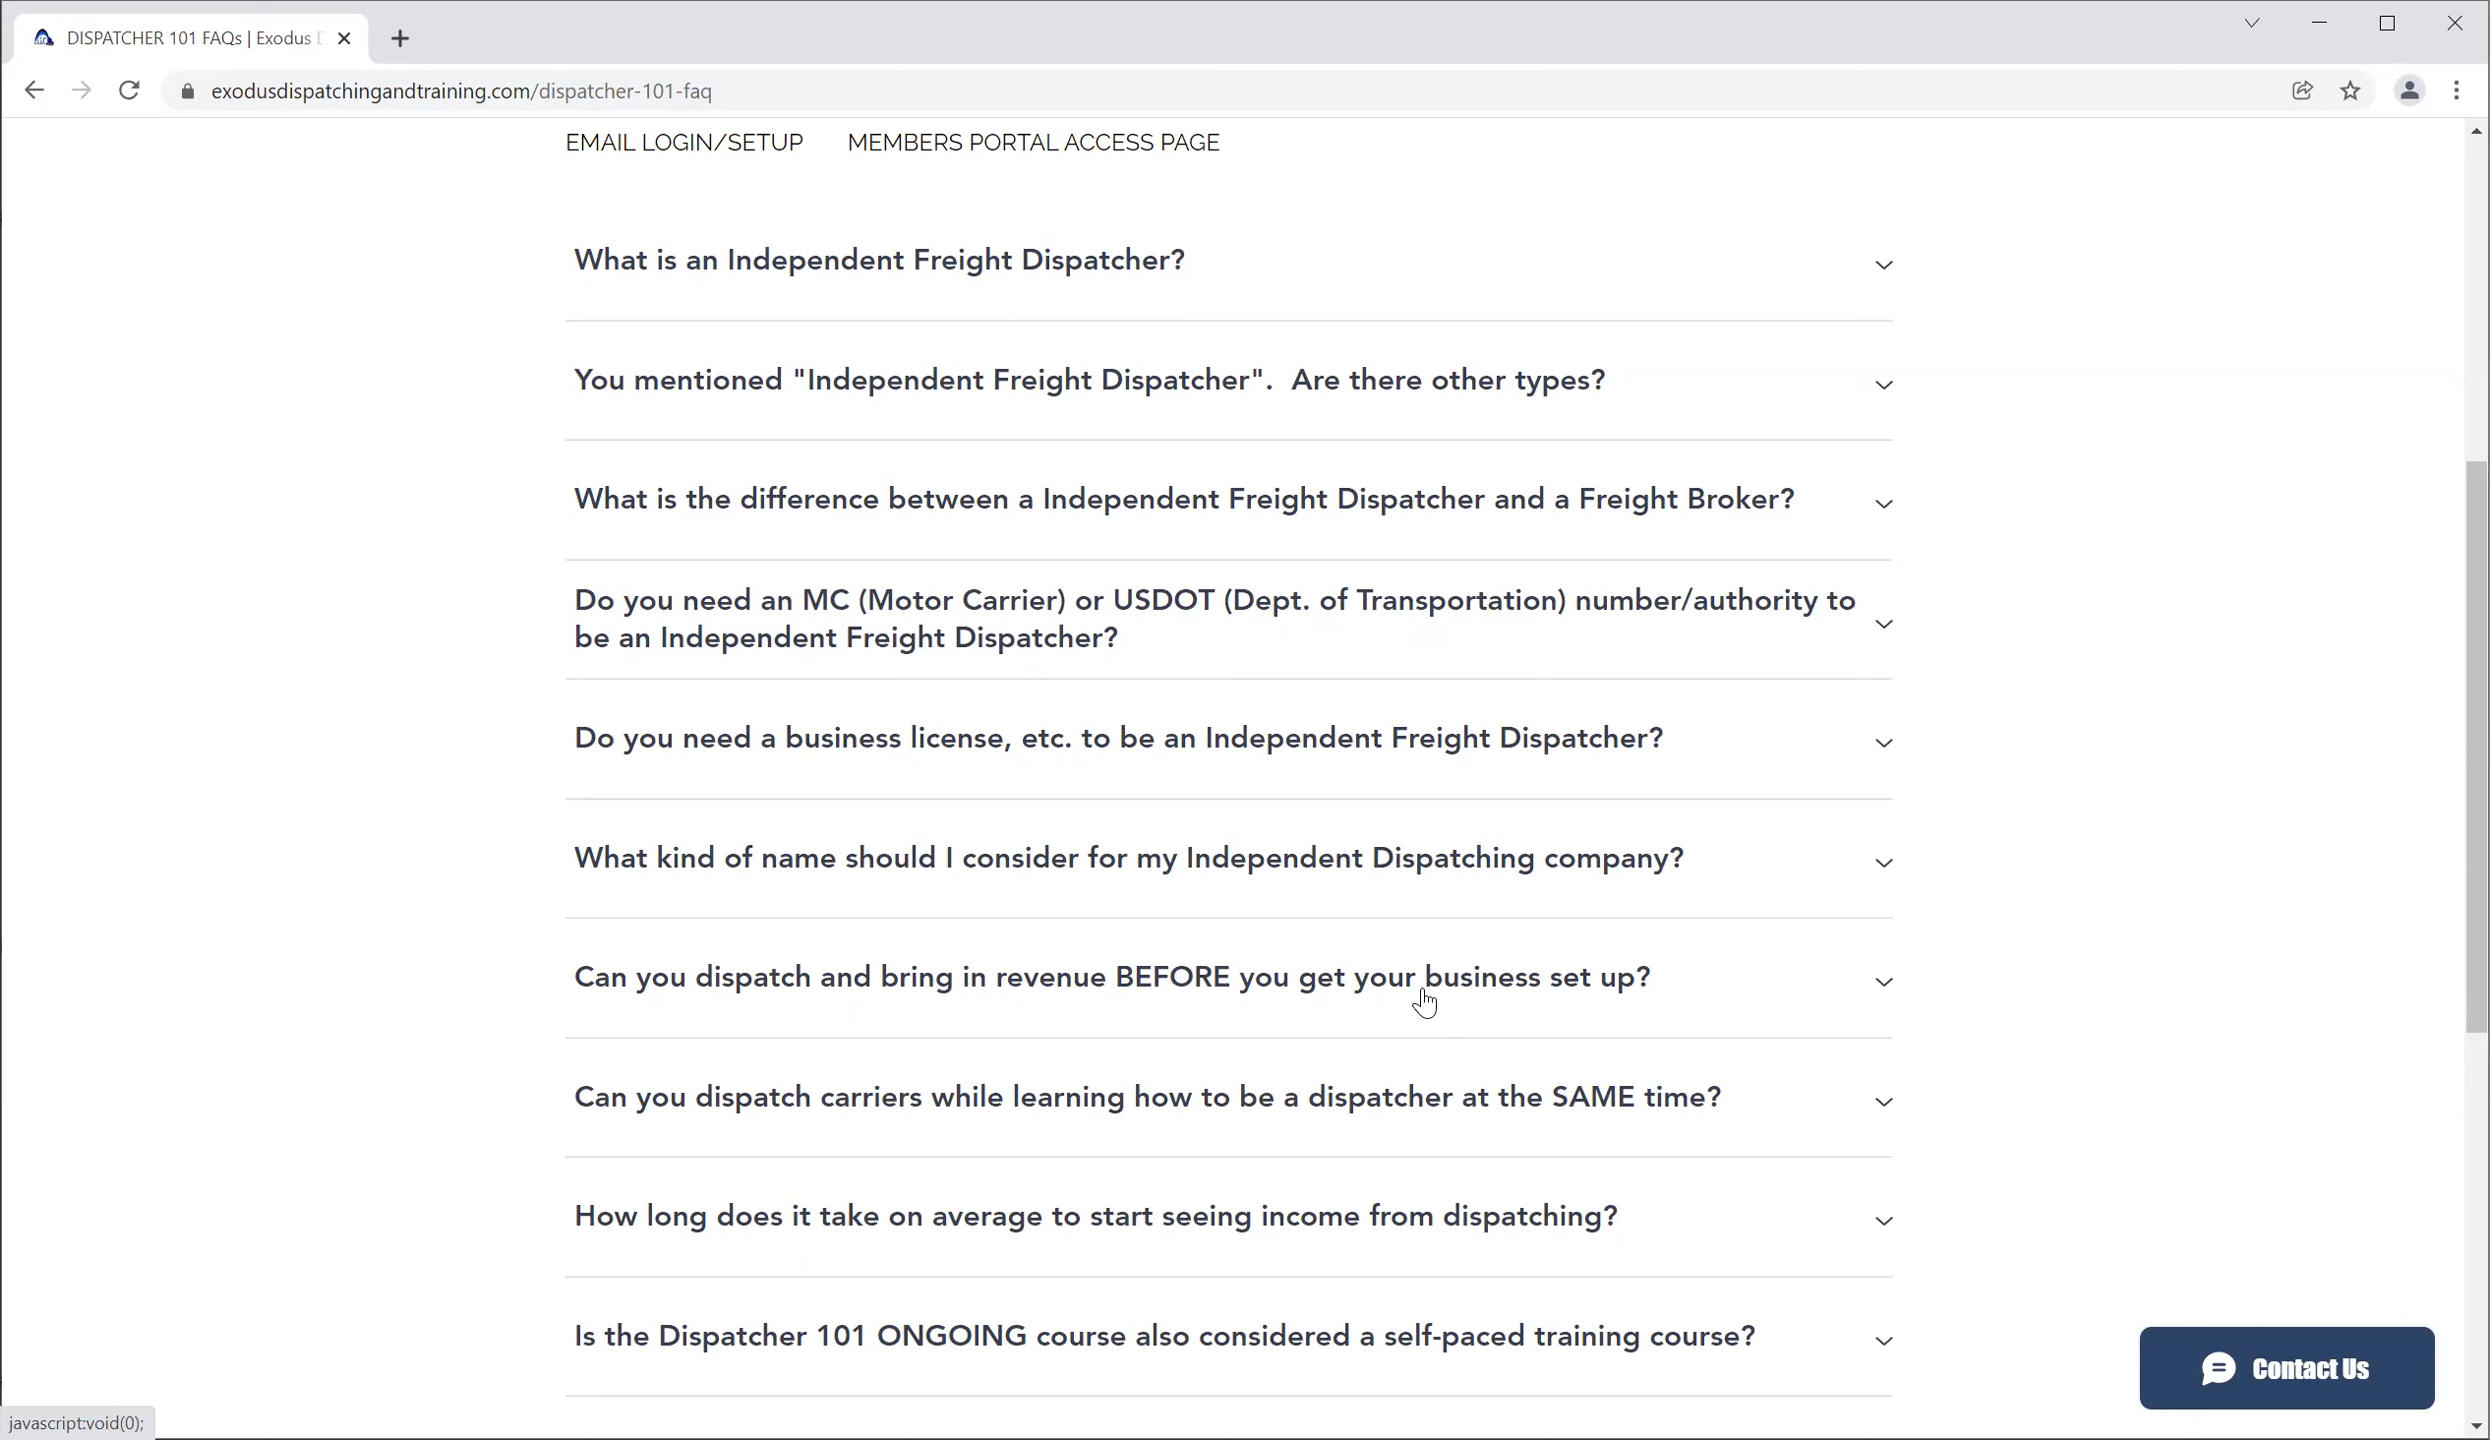 DISPATCHER 101 FAQs | Exodus
exodusdispatchingandtraining.com/dispatcher-101-faq
EMAIL LOGIN/SETUP MEMBERS PORTAL ACCESS PAGE
What is an Independent Freight Dispatcher?
You mentioned "Independent Freight Dispatcher".  Are there other types?
What is the difference between a Independent Freight Dispatcher and a Freight Broker?
Do you need an MC (Motor Carrier) or USDOT (Dept. of Transportation) number/authority to
be an Independent Freight Dispatcher?
Do you need a business license, etc. to be an Independent Freight Dispatcher?
What kind of name should I consider for my Independent Dispatching company?
Can you dispatch and bring in revenue BEFORE you get your business set up?
Can you dispatch carriers while learning how to be a dispatcher at the SAME time?
How long does it take on average to start seeing income from dispatching?
Is the Dispatcher 101 ONGOING course also considered a self-paced training course?
Contact Us
javascript:void(0);